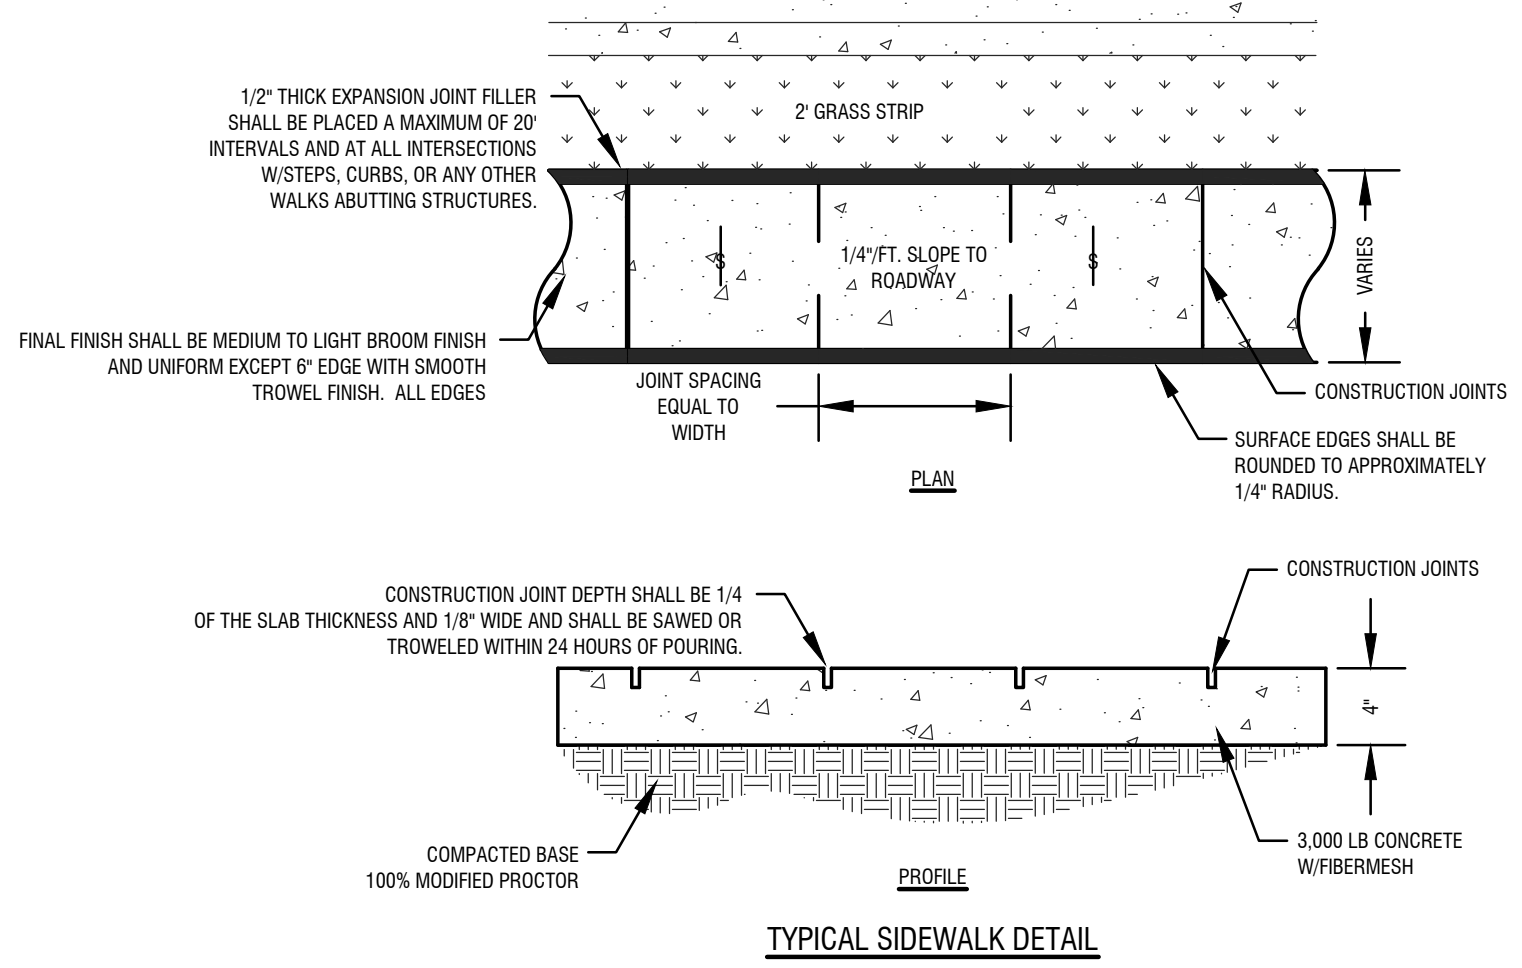 1/2" THICK EXPANSION JOINT FILLER
SHALL BE PLACED A MAXIMUM OF 20'
INTERVALS AND AT ALL INTERSECTIONS
W/STEPS, CURBS, OR ANY OTHER
WALKS ABUTTING STRUCTURES.
2' GRASS STRIP
S
1/4"/FT. SLOPE TO
ROADWAY
S
VARIES
FINAL FINISH SHALL BE MEDIUM TO LIGHT BROOM FINISH
AND UNIFORM EXCEPT 6" EDGE WITH SMOOTH
TROWEL FINISH. ALL EDGES
JOINT SPACING
EQUAL TO
WIDTH
CONSTRUCTION JOINTS
SURFACE EDGES SHALL BE
ROUNDED TO APPROXIMATELY
1/4" RADIUS.
PLAN
CONSTRUCTION JOINT DEPTH SHALL BE 1/4
OF THE SLAB THICKNESS AND 1/8" WIDE AND SHALL BE SAWED OR
TROWELED WITHIN 24 HOURS OF POURING.
CONSTRUCTION JOINTS
4"
COMPACTED BASE
100% MODIFIED PROCTOR
3,000 LB CONCRETE
W/FIBERMESH
PROFILE
TYPICAL SIDEWALK DETAIL